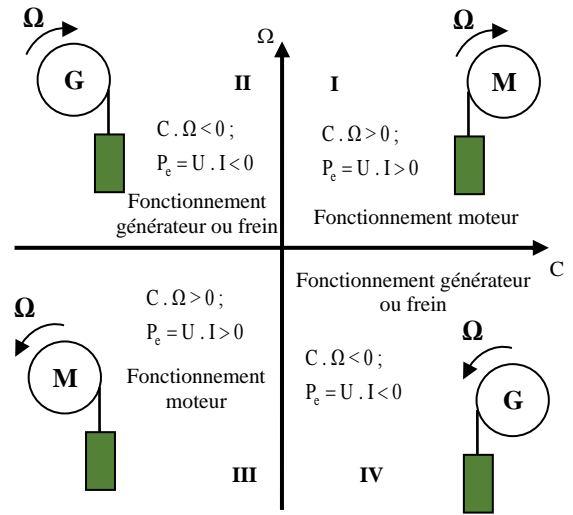 Ω
G
II
C . Ω < 0 ;
Pₑ = U . I < 0
Fonctionnement
générateur ou frein
Ω
I
Ω
M
C . Ω > 0 ;
Pₑ = U . I > 0
Fonctionnement moteur
C
Ω
M
C . Ω > 0 ;
Pₑ = U . I > 0
Fonctionnement
moteur
III
Fonctionnement générateur
ou frein
Ω
G
C . Ω < 0 ;
Pₑ = U . I < 0
IV